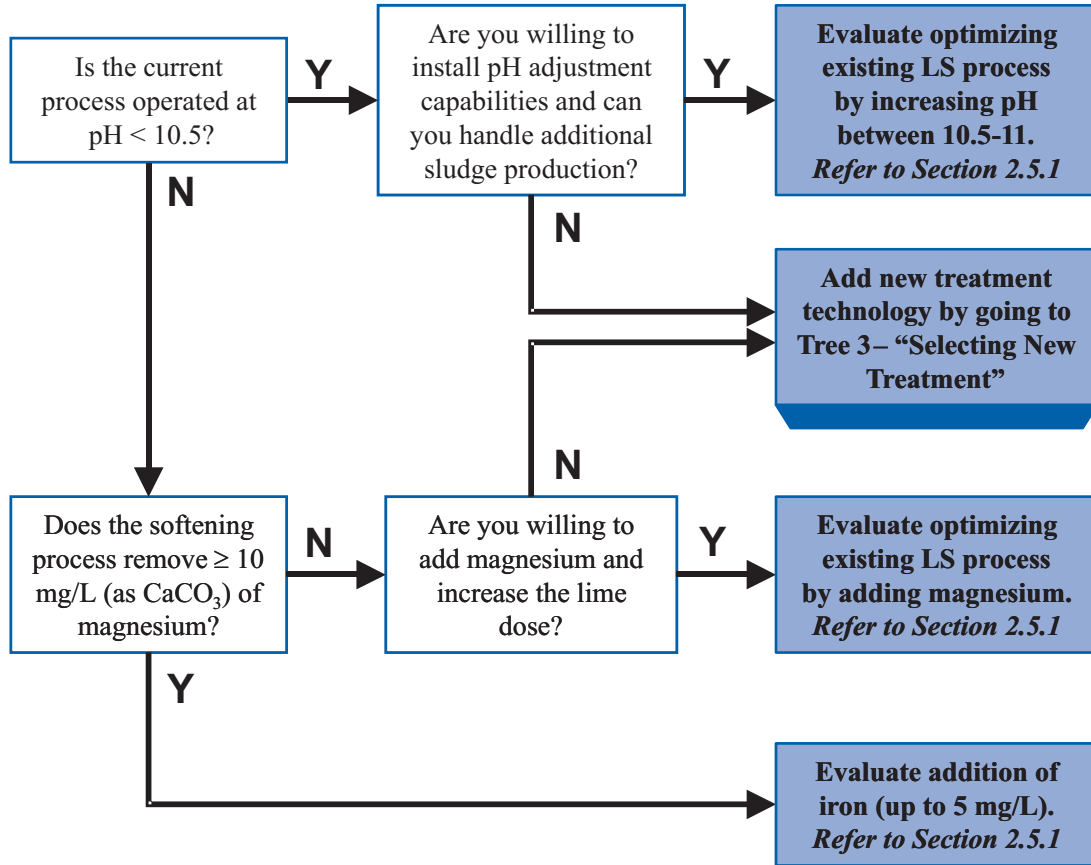 Is the current
process operated at
pH < 10.5?
Y
Are you willing to
install pH adjustment
capabilities and can
you handle additional
sludge production?
Y
Evaluate optimizing
existing LS process
by increasing pH
between 10.5-11.
Refer to Section 2.5.1
N
N
Add new treatment
technology by going to
Tree 3– “Selecting New
Treatment”
N
Does the softening
process remove ≥ 10
mg/L (as CaCO₃) of
magnesium?
N
Are you willing to
add magnesium and
increase the lime
dose?
Y
Evaluate optimizing
existing LS process
by adding magnesium.
Refer to Section 2.5.1
Y
Evaluate addition of
iron (up to 5 mg/L).
Refer to Section 2.5.1